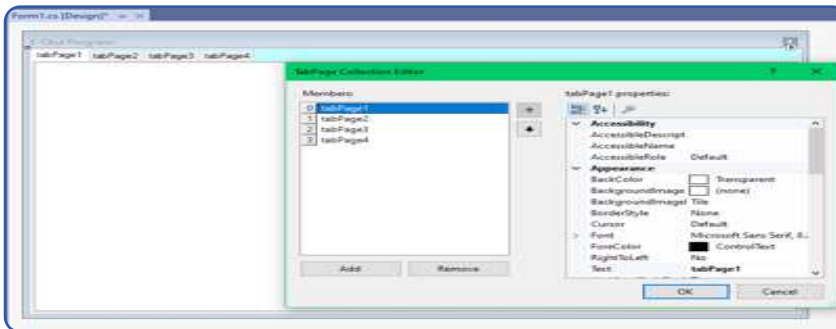 Form1.cs [Design]*
tabPage1 tabPage2 tabPage3 tabPage4
TabPage Collection Editor
?
Members:
0 tabPage1
1 tabPage2
2 tabPage3
3 tabPage4
Add Remove
tabPage1 properties:
Accessibility
AccessibleDescript
AccessibleName
AccessibleRole Default
Appearance
BackColor Transparent
BackgroundImage (none)
BackgroundImagel Tile
BorderStyle None
Cursor Default
Font Microsoft Sans Serif, 8.
ForeColor ControlText
RightToLeft No
Text tabPage1
OK Cancel